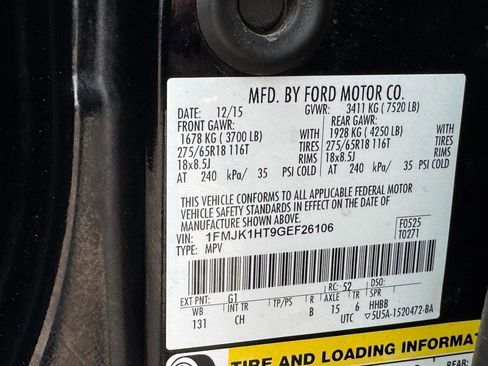 MFD. BY FORD MOTOR CO.
DATE: 12/15 GVWR: 3411 KG ( 7520 LB)
FRONT GAWR: REAR GAWR:
1678 KG ( 3700 LB) WITH 1928 KG ( 4250 LB) WITH
275/65R18 116T TIRES 275/65R18 116T TIRES
18x8.5J RIMS 18x8.5J RIMS
AT 240 kPa/ 35 PSI COLD AT 240 kPa/ 35 PSI COLD
THIS VEHICLE CONFORMS TO ALL APPLICABLE FEDERAL MOTOR
VEHICLE SAFETY STANDARDS IN EFFECT ON THE DATE OF
MANUFACTURE SHOWN ABOVE.
VIN: 1FMJK1HT9GEF26106 F0525
TYPE: MPV T0271
EXT PNT: G1 RC: 52 DSO:
WB INT TR TP/PS R AXLE TR SPR
131 CH B 15 6 HHBB
UTC ▽5U5A-1520472-BA
TIRE AND LOADING INFORMA
REAR: